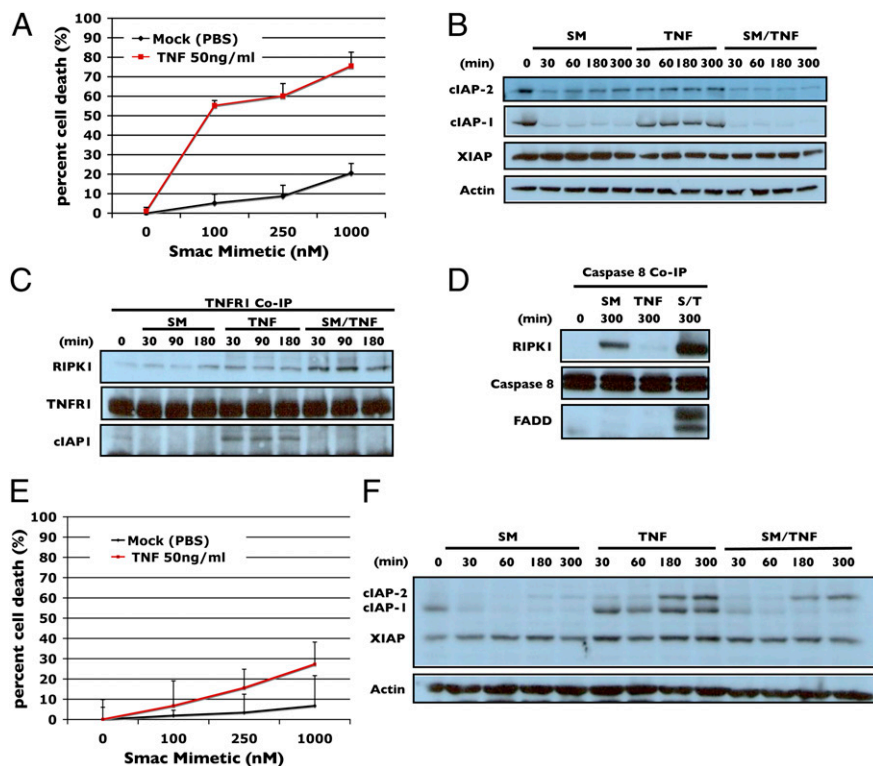 A
100
90
80
70
60
50
40
30
20
10
0
percent cell death (%)
Mock (PBS)
TNF 50ng/ml
0 100 250 1000
Smac Mimetic (nM)
B
SM TNF SM/TNF
(min) 0 30 60 180 300 30 60 180 300 30 60 180 300
cIAP-2
cIAP-1
XIAP
Actin
C
TNFR1 Co-IP
SM TNF SM/TNF
(min) 0 30 90 180 30 90 180 30 90 180
RIPK1
TNFR1
cIAP1
D
Caspase 8 Co-IP
SM TNF S/T
(min) 0 300 300 300
RIPK1
Caspase 8
FADD
E
100
90
80
70
60
50
40
30
20
10
0
percent cell death (%)
Mock (PBS)
TNF 50ng/ml
0 100 250 1000
Smac Mimetic (nM)
F
SM TNF SM/TNF
(min) 0 30 60 180 300 30 60 180 300 30 60 180 300
cIAP-2
cIAP-1
XIAP
Actin